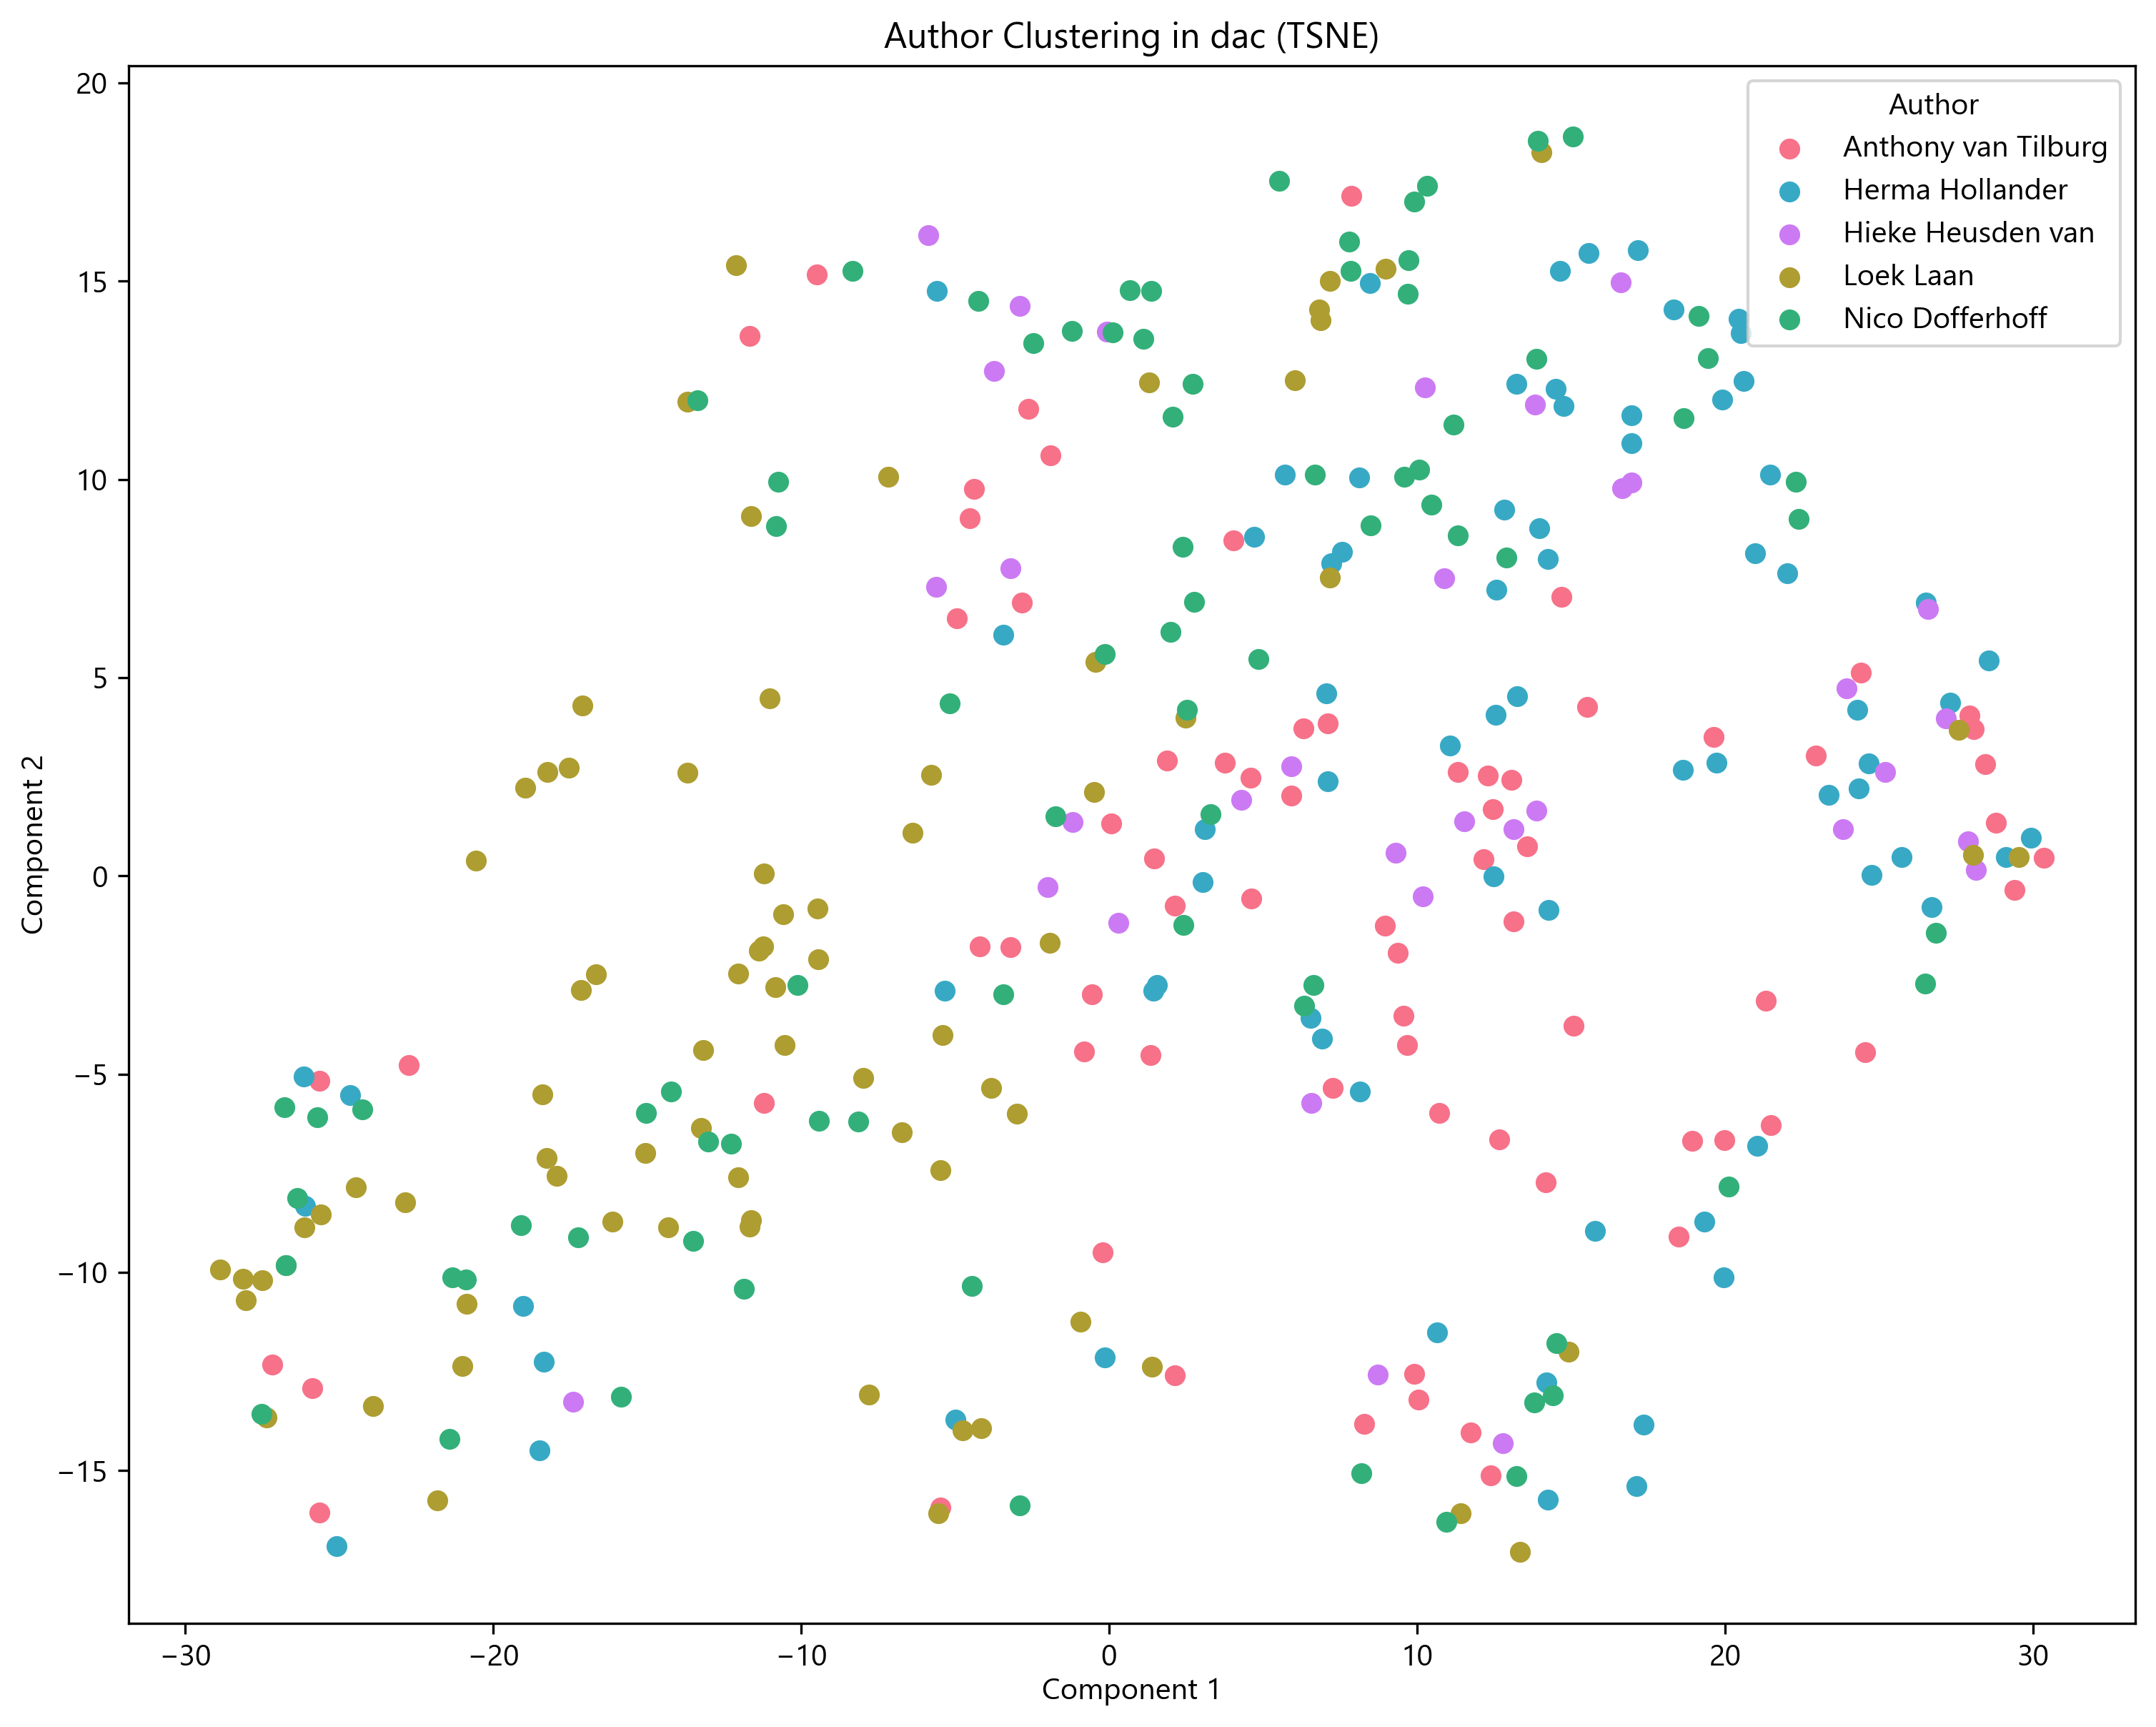 Author Clustering in dac (TSNE)
Author
Anthony van Tilburg
Herma Hollander
Hieke Heusden van
Loek Laan
Nico Dofferhoff
Component 2
20
15
10
5
0
−5
−10
−15
−30
−20
−10
0
10
20
30
Component 1